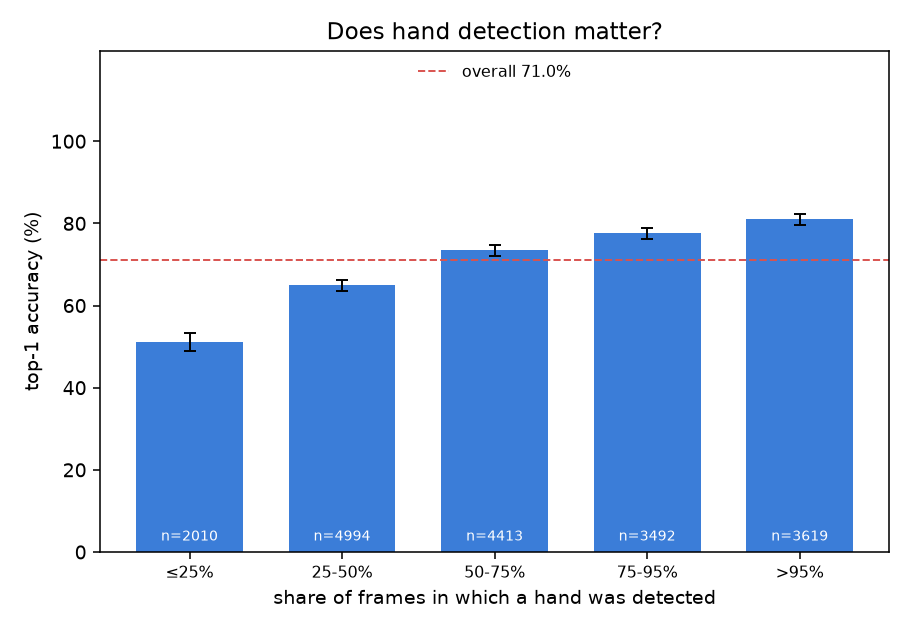 Does hand detection matter?
overall 71.0%
top-1 accuracy (%)
100
80
60
40
20
0
n=2010
n=4994
n=4413
n=3492
n=3619
≤25%
25-50%
50-75%
75-95%
>95%
share of frames in which a hand was detected